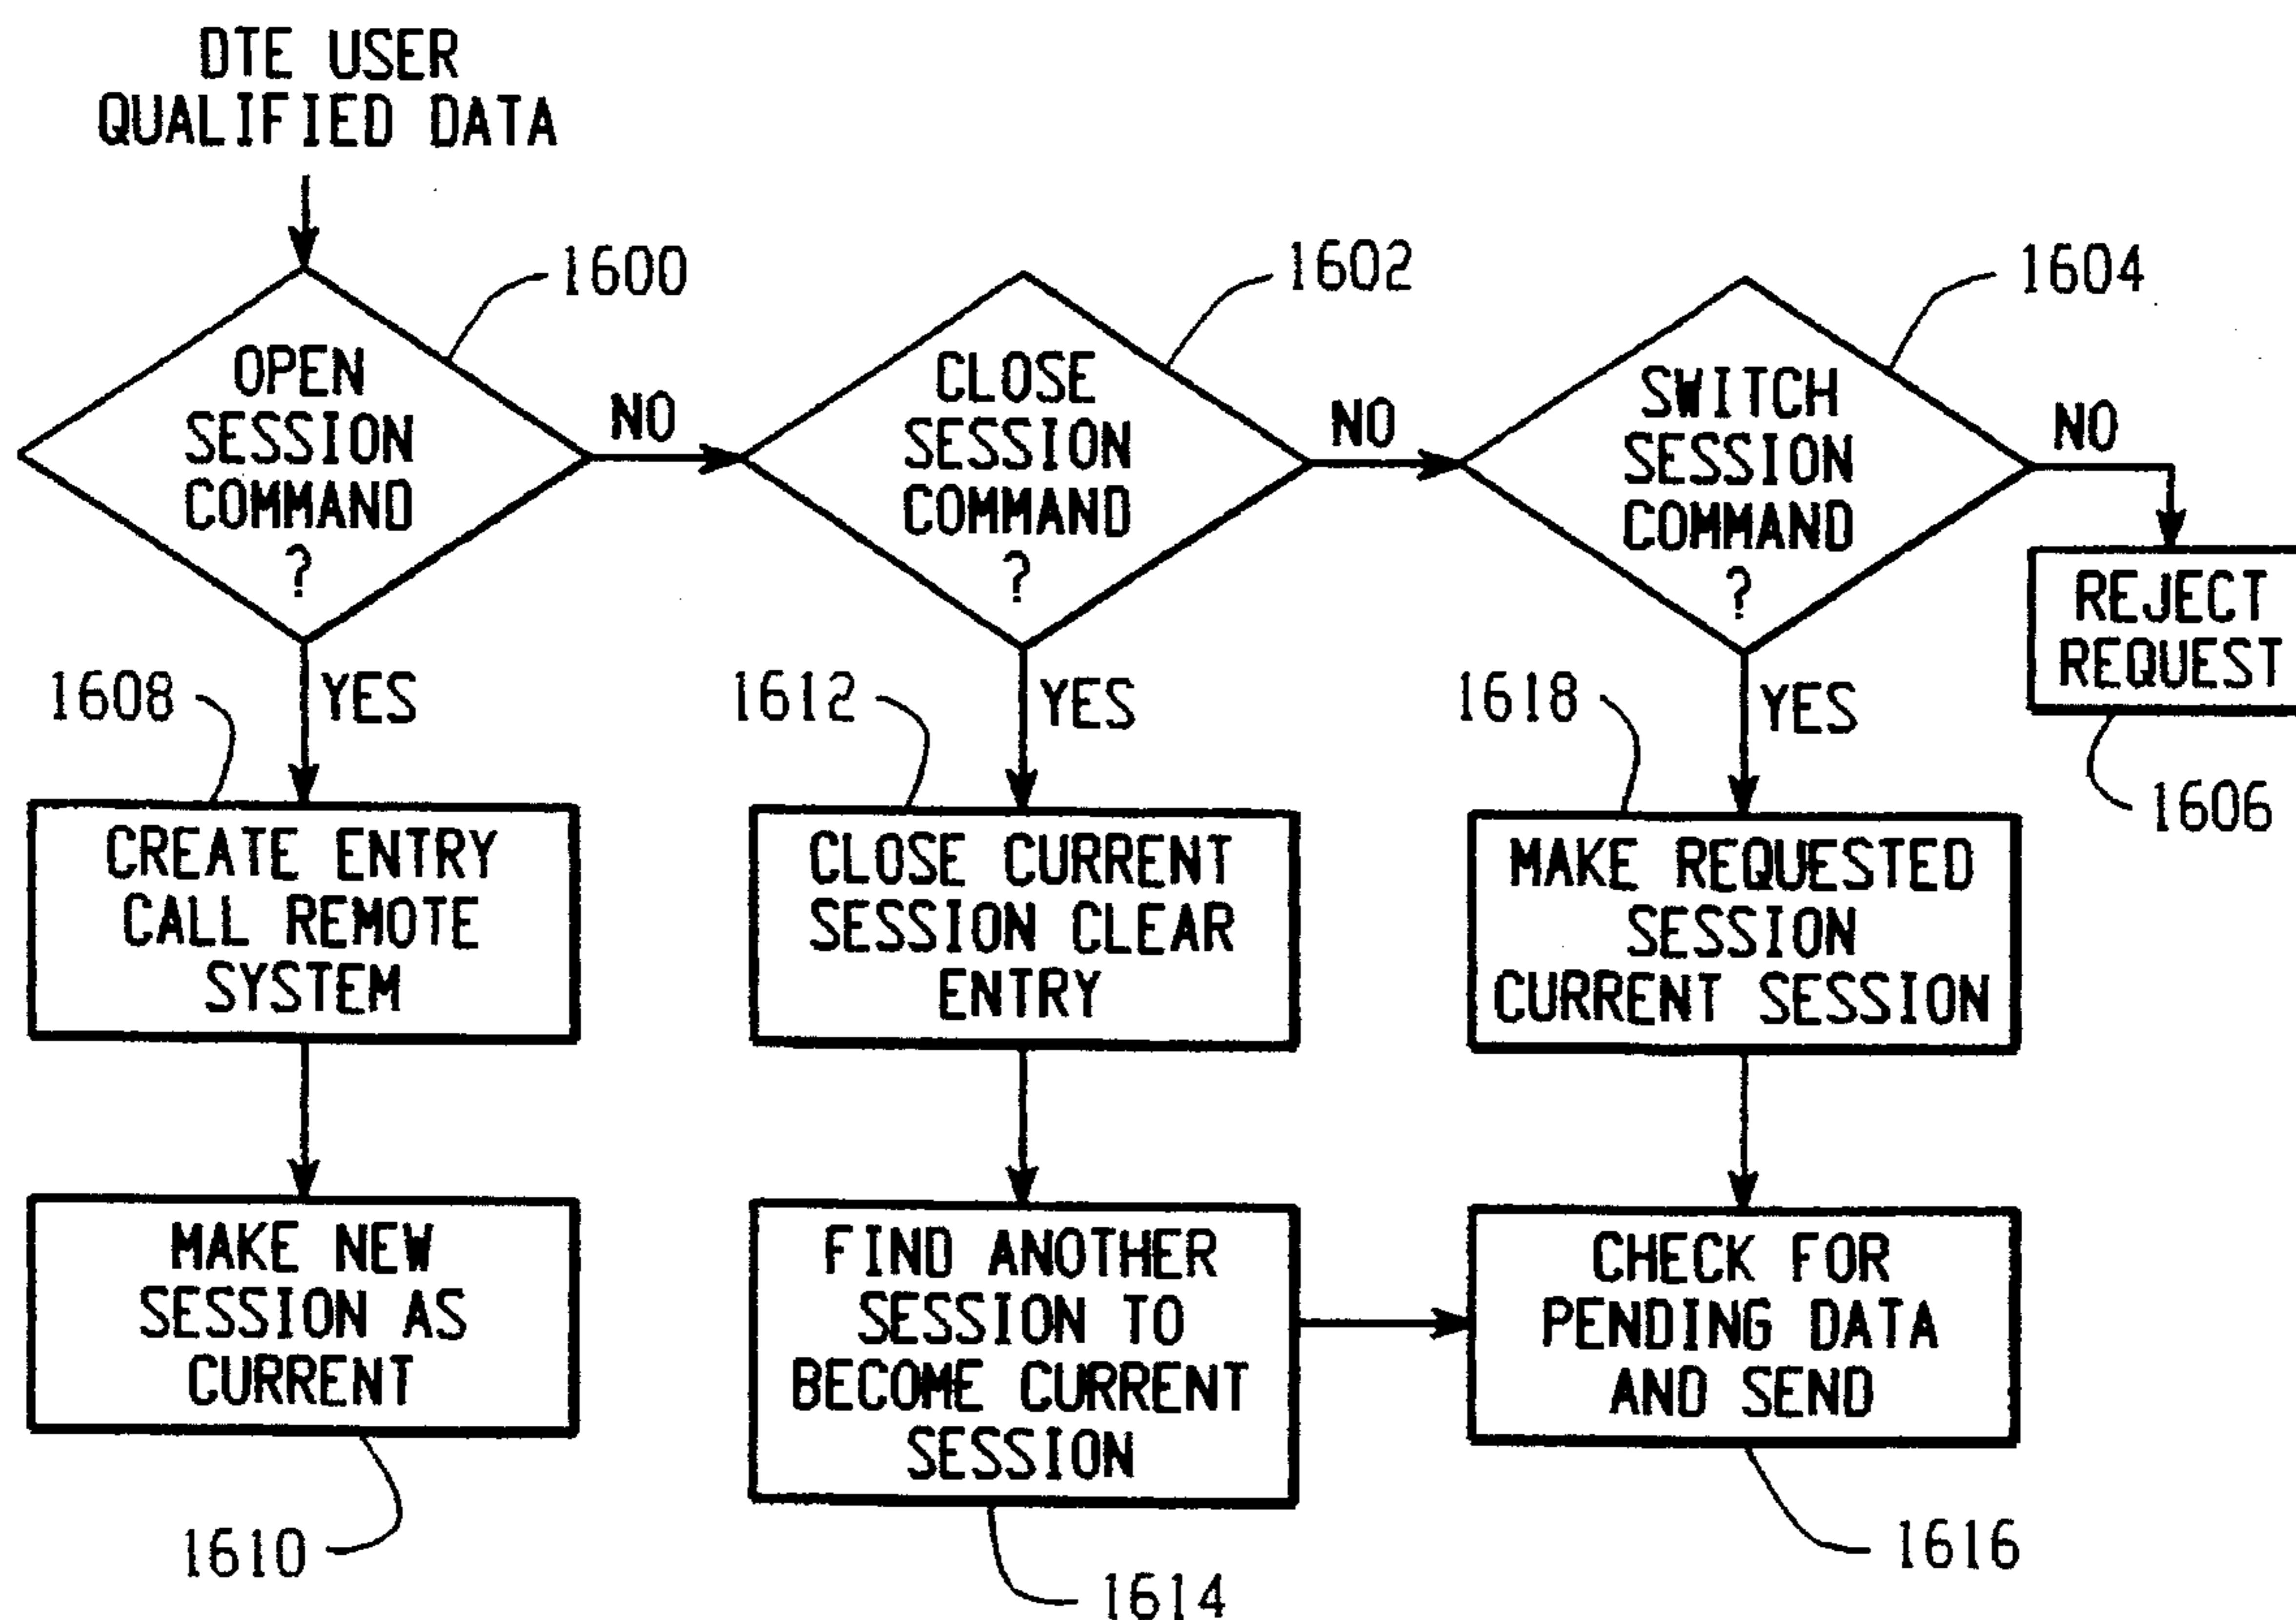 DTE USER
QUALIFIED DATA
1600
1602
1604
OPEN
SESSION
COMMAND
?
NO
CLOSE
SESSION
COMMAND
?
NO
SWITCH
SESSION
COMMAND
?
NO
REJECT
REQUEST
1606
1608
YES
1612
YES
1618
YES
CREATE ENTRY
CALL REMOTE
SYSTEM
CLOSE CURRENT
SESSION CLEAR
ENTRY
MAKE REQUESTED
SESSION
CURRENT SESSION
MAKE NEW
SESSION AS
CURRENT
FIND ANOTHER
SESSION TO
BECOME CURRENT
SESSION
CHECK FOR
PENDING DATA
AND SEND
1610
1614
1616